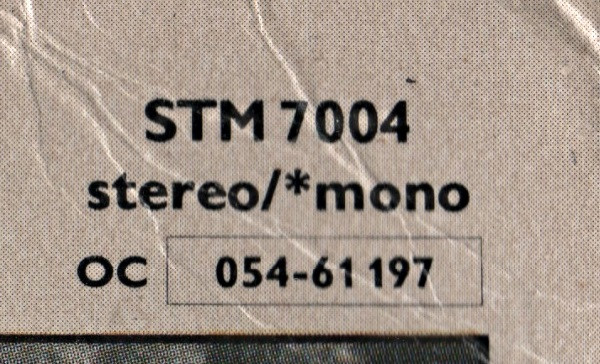 STM 7004
stereo/*mono
OC 054-61 197